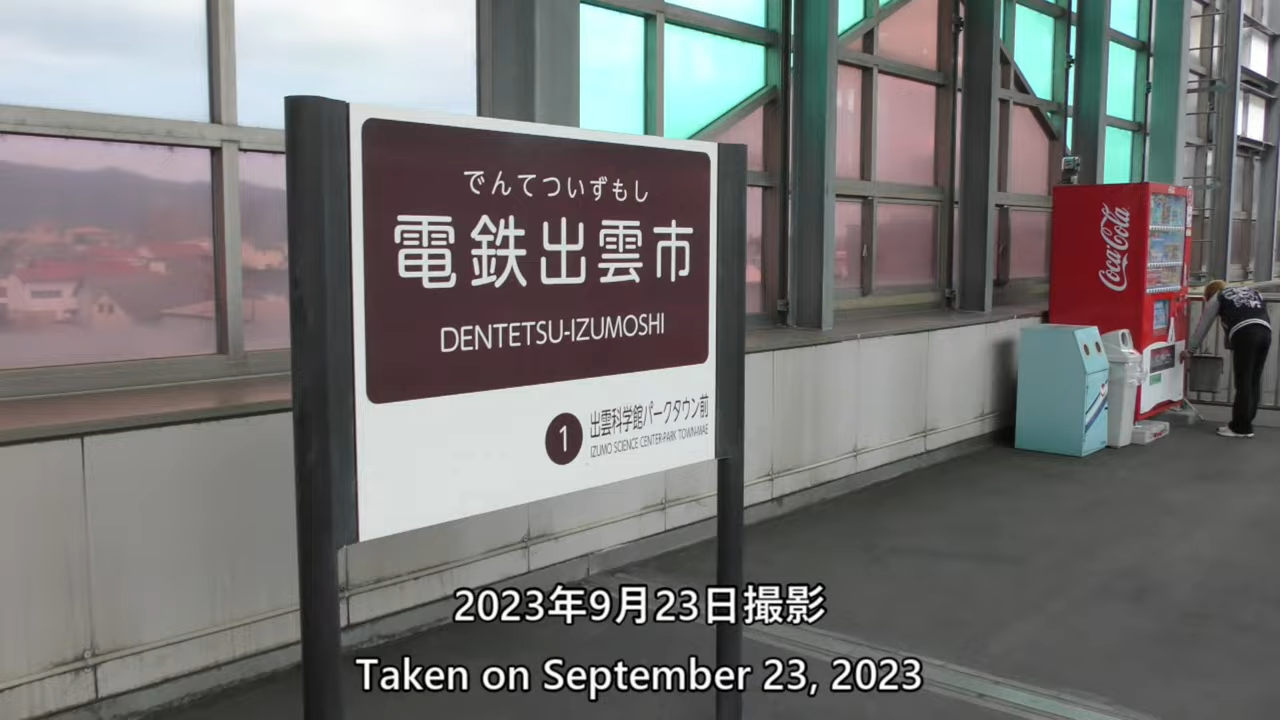 でんてついずもし
電鉄出雲市
DENTETSU-IZUMOSHI
1 出雲科学館パークタウン前
IZUMO SCIENCE CENTER-PARK TOWN-MAE
Coca-Cola
2023年9月23日撮影
Taken on September 23, 2023